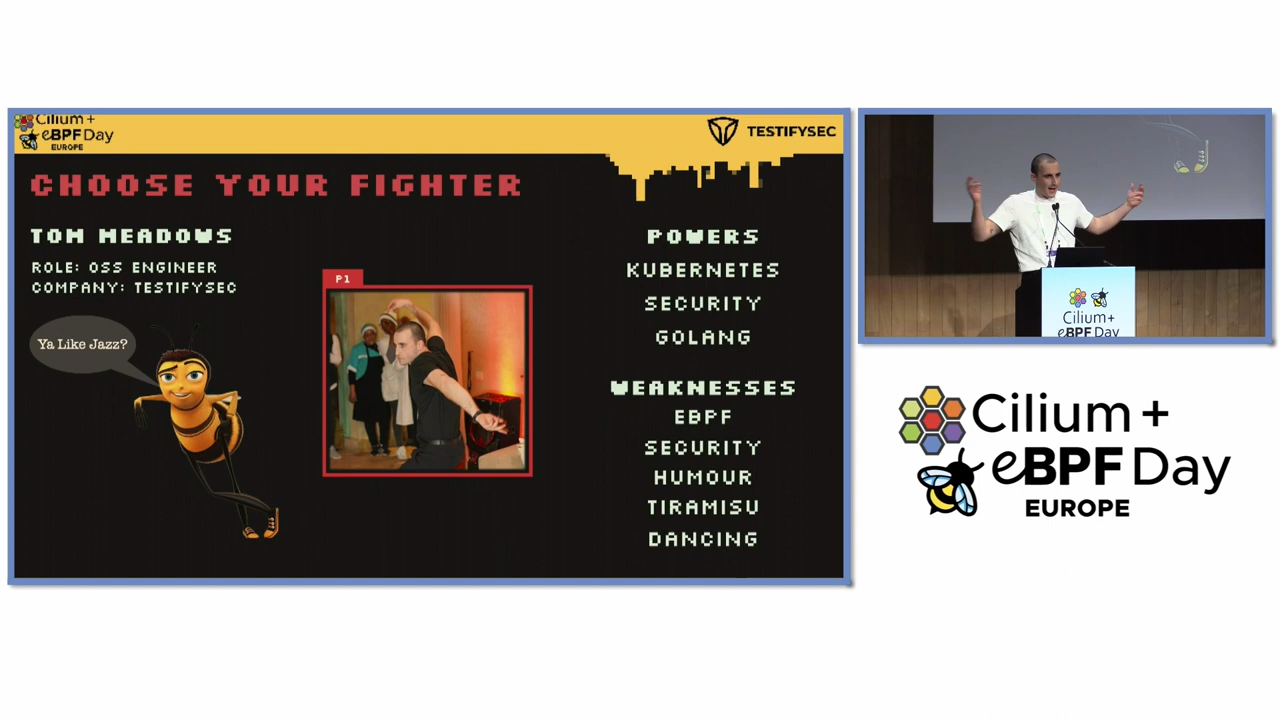 Cilium+
eBPF Day
EUROPE
TESTIFYSEC
CHOOSE YOUR FIGHTER
TOM MEADOWS
ROLE: OSS ENGINEER
COMPANY: TESTIFYSEC
Ya Like Jazz?
P1
POWERS
KUBERNETES
SECURITY
GOLANG
WEAKNESSES
EBPF
SECURITY
HUMOUR
TIRAMISU
DANCING
Cilium+
eBPF Day
Cilium +
eBPF Day
EUROPE